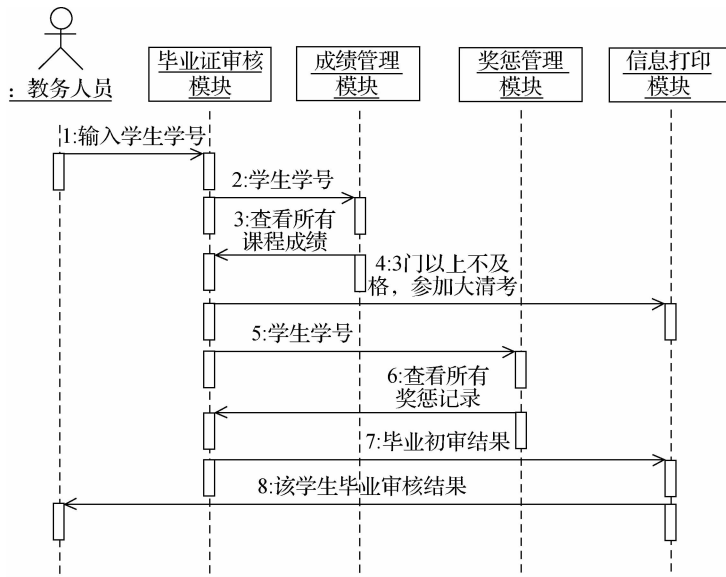 ：教务人员
毕业证审核
模块
成绩管理
模块
奖惩管理
模块
信息打印
模块
1:输入学生学号
2:学生学号
3:查看所有
课程成绩
4:3门以上不及
格，参加大清考
5:学生学号
6:查看所有
奖惩记录
7:毕业初审结果
8:该学生毕业审核结果